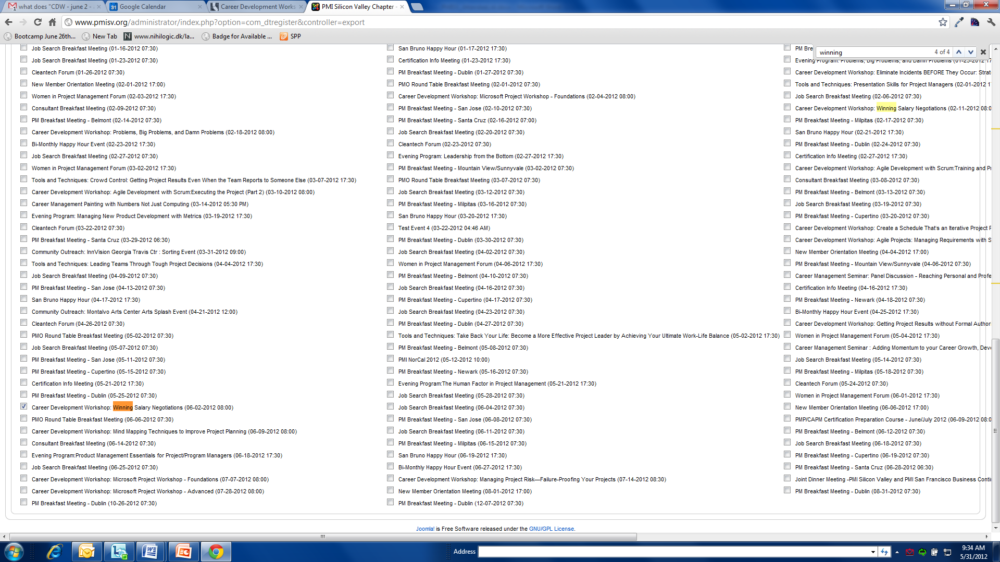 what does "CDW - june 2 -
Google Calendar
Career Development Works
PMI Silicon Valley Chapter -
www.pmisv.org/administrator/index.php?option=com_dtregister&controller=export
Bootcamp June 26th...
New Tab
www.nihilogic.dk/la...
Badge for Available ...
SPP
winning
4 of 4
Job Search Breakfast Meeting (01-16-2012 07:30)
San Bruno Happy Hour (01-17-2012 17:30)
PM Bre
Job Search Breakfast Meeting (01-23-2012 07:30)
Certification Info Meeting (01-23-2012 17:30)
Evening Program: Problems, Big Problems, and Damn Problems (01-23-2012 17
Cleantech Forum (01-26-2012 07:30)
PM Breakfast Meeting - Dublin (01-27-2012 07:30)
Career Development Workshop: Eliminate Incidents BEFORE They Occur: Strat
New Member Orientation Meeting (02-01-2012 17:00)
PMO Round Table Breakfast Meeting (02-01-2012 07:30)
Tools and Techniques: Presentation Skills for Project Managers (02-01-2012 1
Women in Project Management Forum (02-03-2012 17:30)
Career Development Workshop: Microsoft Project Workshop - Foundations (02-04-2012 08:00)
Job Search Breakfast Meeting (02-06-2012 07:30)
Consultant Breakfast Meeting (02-09-2012 07:30)
PM Breakfast Meeting - San Jose (02-10-2012 07:30)
Career Development Workshop: Winning Salary Negotiations (02-11-2012 08:0
PM Breakfast Meeting - Belmont (02-14-2012 07:30)
PM Breakfast Meeting - Santa Cruz (02-16-2012 07:00)
PM Breakfast Meeting - Milpitas (02-17-2012 07:30)
Career Development Workshop: Problems, Big Problems, and Damn Problems (02-18-2012 08:00)
Job Search Breakfast Meeting (02-20-2012 07:30)
San Bruno Happy Hour (02-21-2012 17:30)
Bi-Monthly Happy Hour Event (02-23-2012 17:30)
Cleantech Forum (02-23-2012 07:30)
PM Breakfast Meeting - Dublin (02-24-2012 07:30)
Job Search Breakfast Meeting (02-27-2012 07:30)
Evening Program: Leadership from the Bottom (02-27-2012 17:30)
Certification Info Meeting (02-27-2012 17:30)
Women in Project Management Forum (03-02-2012 17:30)
PM Breakfast Meeting - Mountain View/Sunnyvale (03-02-2012 07:30)
Career Development Workshop: Agile Development with Scrum:Training and Pr
Tools and Techniques: Crowd Control: Getting Project Results Even When the Team Reports to Someone Else (03-07-2012 17:30)
PMO Round Table Breakfast Meeting (03-07-2012 07:30)
Consultant Breakfast Meeting (03-08-2012 07:30)
Career Development Workshop: Agile Development with Scrum:Executing the Project (Part 2) (03-10-2012 08:00)
Job Search Breakfast Meeting (03-12-2012 07:30)
PM Breakfast Meeting - Belmont (03-13-2012 07:30)
Career Management Painting with Numbers Not Just Computing (03-14-2012 05:30 PM)
PM Breakfast Meeting - Milpitas (03-16-2012 07:30)
Job Search Breakfast Meeting (03-19-2012 07:30)
Evening Program: Managing New Product Development with Metrics (03-19-2012 17:30)
San Bruno Happy Hour (03-20-2012 17:30)
PM Breakfast Meeting - Cupertino (03-20-2012 07:30)
Cleantech Forum (03-22-2012 07:30)
Test Event 4 (03-22-2012 04:46 AM)
Career Development Workshop: Create a Schedule That's an Iterative Project P
PM Breakfast Meeting - Santa Cruz (03-29-2012 06:30)
PM Breakfast Meeting - Dublin (03-30-2012 07:30)
Career Development Workshop: Agile Projects: Managing Requirements with S
Community Outreach: InnVision Georgia Travis Ctr : Sorting Event (03-31-2012 09:00)
Job Search Breakfast Meeting (04-02-2012 07:30)
New Member Orientation Meeting (04-04-2012 17:00)
Tools and Techniques: Leading Teams Through Tough Project Decisions (04-04-2012 17:30)
Women in Project Management Forum (04-06-2012 17:30)
PM Breakfast Meeting - Mountain View/Sunnyvale (04-06-2012 07:30)
Job Search Breakfast Meeting (04-09-2012 07:30)
PM Breakfast Meeting - Belmont (04-10-2012 07:30)
Career Management Seminar: Panel Discussion - Reaching Personal and Profe
PM Breakfast Meeting - San Jose (04-13-2012 07:30)
Job Search Breakfast Meeting (04-16-2012 07:30)
Certification Info Meeting (04-16-2012 17:30)
San Bruno Happy Hour (04-17-2012 17:30)
PM Breakfast Meeting - Cupertino (04-17-2012 07:30)
PM Breakfast Meeting - Newark (04-18-2012 07:30)
Community Outreach: Montalvo Arts Center Arts Splash Event (04-21-2012 12:00)
Job Search Breakfast Meeting (04-23-2012 07:30)
Bi-Monthly Happy Hour Event (04-25-2012 17:30)
Cleantech Forum (04-26-2012 07:30)
PM Breakfast Meeting - Dublin (04-27-2012 07:30)
Career Development Workshop: Getting Project Results without Formal Author
PMO Round Table Breakfast Meeting (05-02-2012 07:30)
Tools and Techniques: Take Back Your Life: Become a More Effective Project Leader by Achieving Your Ultimate Work-Life Balance (05-02-2012 17:30)
Women in Project Management Forum (05-04-2012 17:30)
Job Search Breakfast Meeting (05-07-2012 07:30)
PM Breakfast Meeting - Belmont (05-08-2012 07:30)
Career Management Seminar : Adding Momentum to your Career Growth, Deve
PM Breakfast Meeting - San Jose (05-11-2012 07:30)
PMI NorCal 2012 (05-12-2012 10:00)
Job Search Breakfast Meeting (05-14-2012 07:30)
PM Breakfast Meeting - Cupertino (05-15-2012 07:30)
PM Breakfast Meeting - Newark (05-16-2012 07:30)
PM Breakfast Meeting - Milpitas (05-18-2012 07:30)
Certification Info Meeting (05-21-2012 17:30)
Evening Program:The Human Factor in Project Management (05-21-2012 17:30)
Cleantech Forum (05-24-2012 07:30)
PM Breakfast Meeting - Dublin (05-25-2012 07:30)
Job Search Breakfast Meeting (05-28-2012 07:30)
Women in Project Management Forum (06-01-2012 17:30)
Career Development Workshop: Winning Salary Negotiations (06-02-2012 08:00)
Job Search Breakfast Meeting (06-04-2012 07:30)
New Member Orientation Meeting (06-06-2012 17:00)
PMO Round Table Breakfast Meeting (06-06-2012 07:30)
PM Breakfast Meeting - San Jose (06-08-2012 07:30)
PMP/CAPM Certification Preparation Course - June/July 2012 (06-09-2012 08:0
Career Development Workshop: Mind Mapping Techniques to Improve Project Planning (06-09-2012 08:00)
Job Search Breakfast Meeting (06-11-2012 07:30)
PM Breakfast Meeting - Belmont (06-12-2012 07:30)
Consultant Breakfast Meeting (06-14-2012 07:30)
PM Breakfast Meeting - Milpitas (06-15-2012 07:30)
Job Search Breakfast Meeting (06-18-2012 07:30)
Evening Program:Product Management Essentials for Project/Program Managers (06-18-2012 17:30)
San Bruno Happy Hour (06-19-2012 17:30)
PM Breakfast Meeting - Cupertino (06-19-2012 07:30)
Job Search Breakfast Meeting (06-25-2012 07:30)
Bi-Monthly Happy Hour Event (06-27-2012 17:30)
PM Breakfast Meeting - Santa Cruz (06-28-2012 06:30)
Career Development Workshop: Microsoft Project Workshop - Foundations (07-07-2012 08:00)
Career Development Workshop: Managing Project Risk—Failure-Proofing Your Projects (07-14-2012 08:30)
Joint Dinner Meeting -PMI Silicon Valley and PMI San Francisco Business Conti
Career Development Workshop: Microsoft Project Workshop - Advanced (07-28-2012 08:00)
New Member Orientation Meeting (08-01-2012 17:00)
PM Breakfast Meeting - Dublin (08-31-2012 07:30)
PM Breakfast Meeting - Dublin (10-26-2012 07:30)
PM Breakfast Meeting - Dublin (12-07-2012 07:30)
Joomla! is Free Software released under the GNU/GPL License.
Address
9:34 AM
5/31/2012